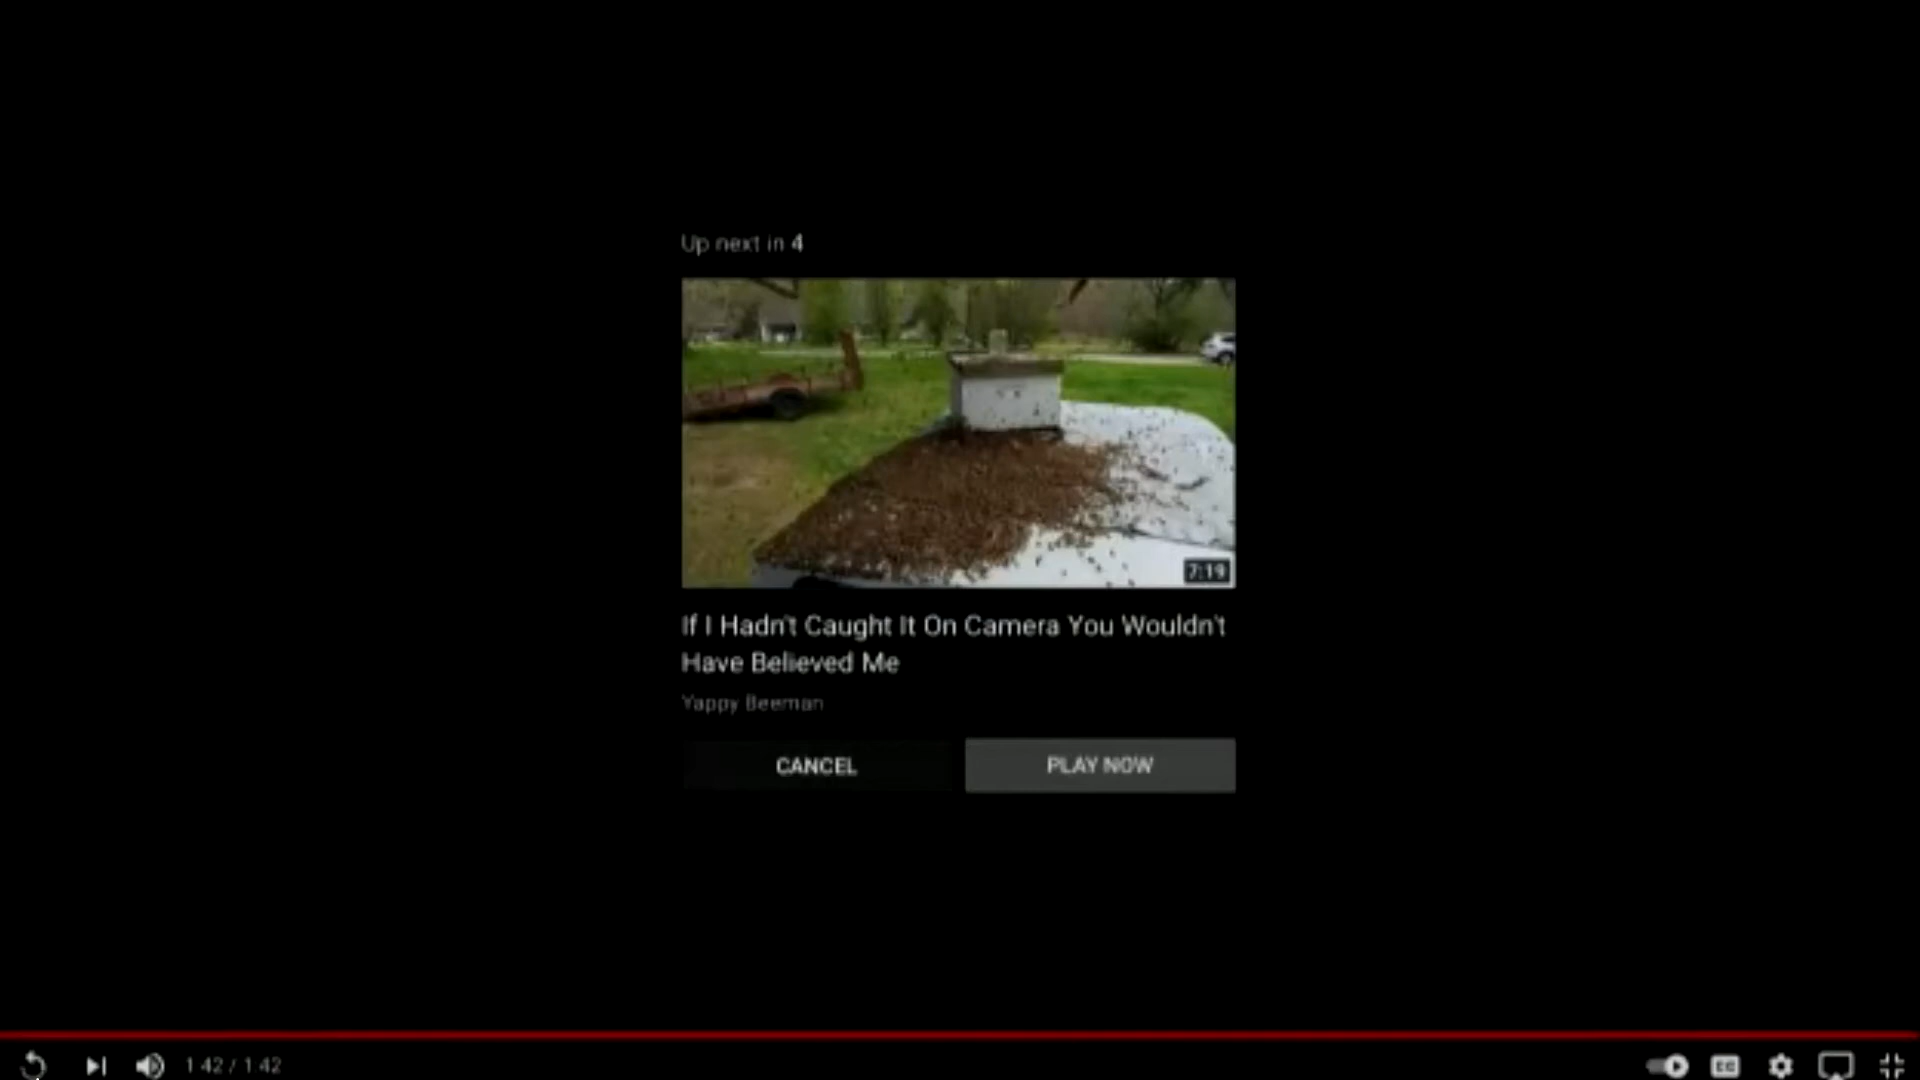 Up next in 4
7:19
If I Hadn't Caught It On Camera You Wouldn't
Have Believed Me
Yappy Beeman
CANCEL
PLAY NOW
1:42 / 1:42
CC